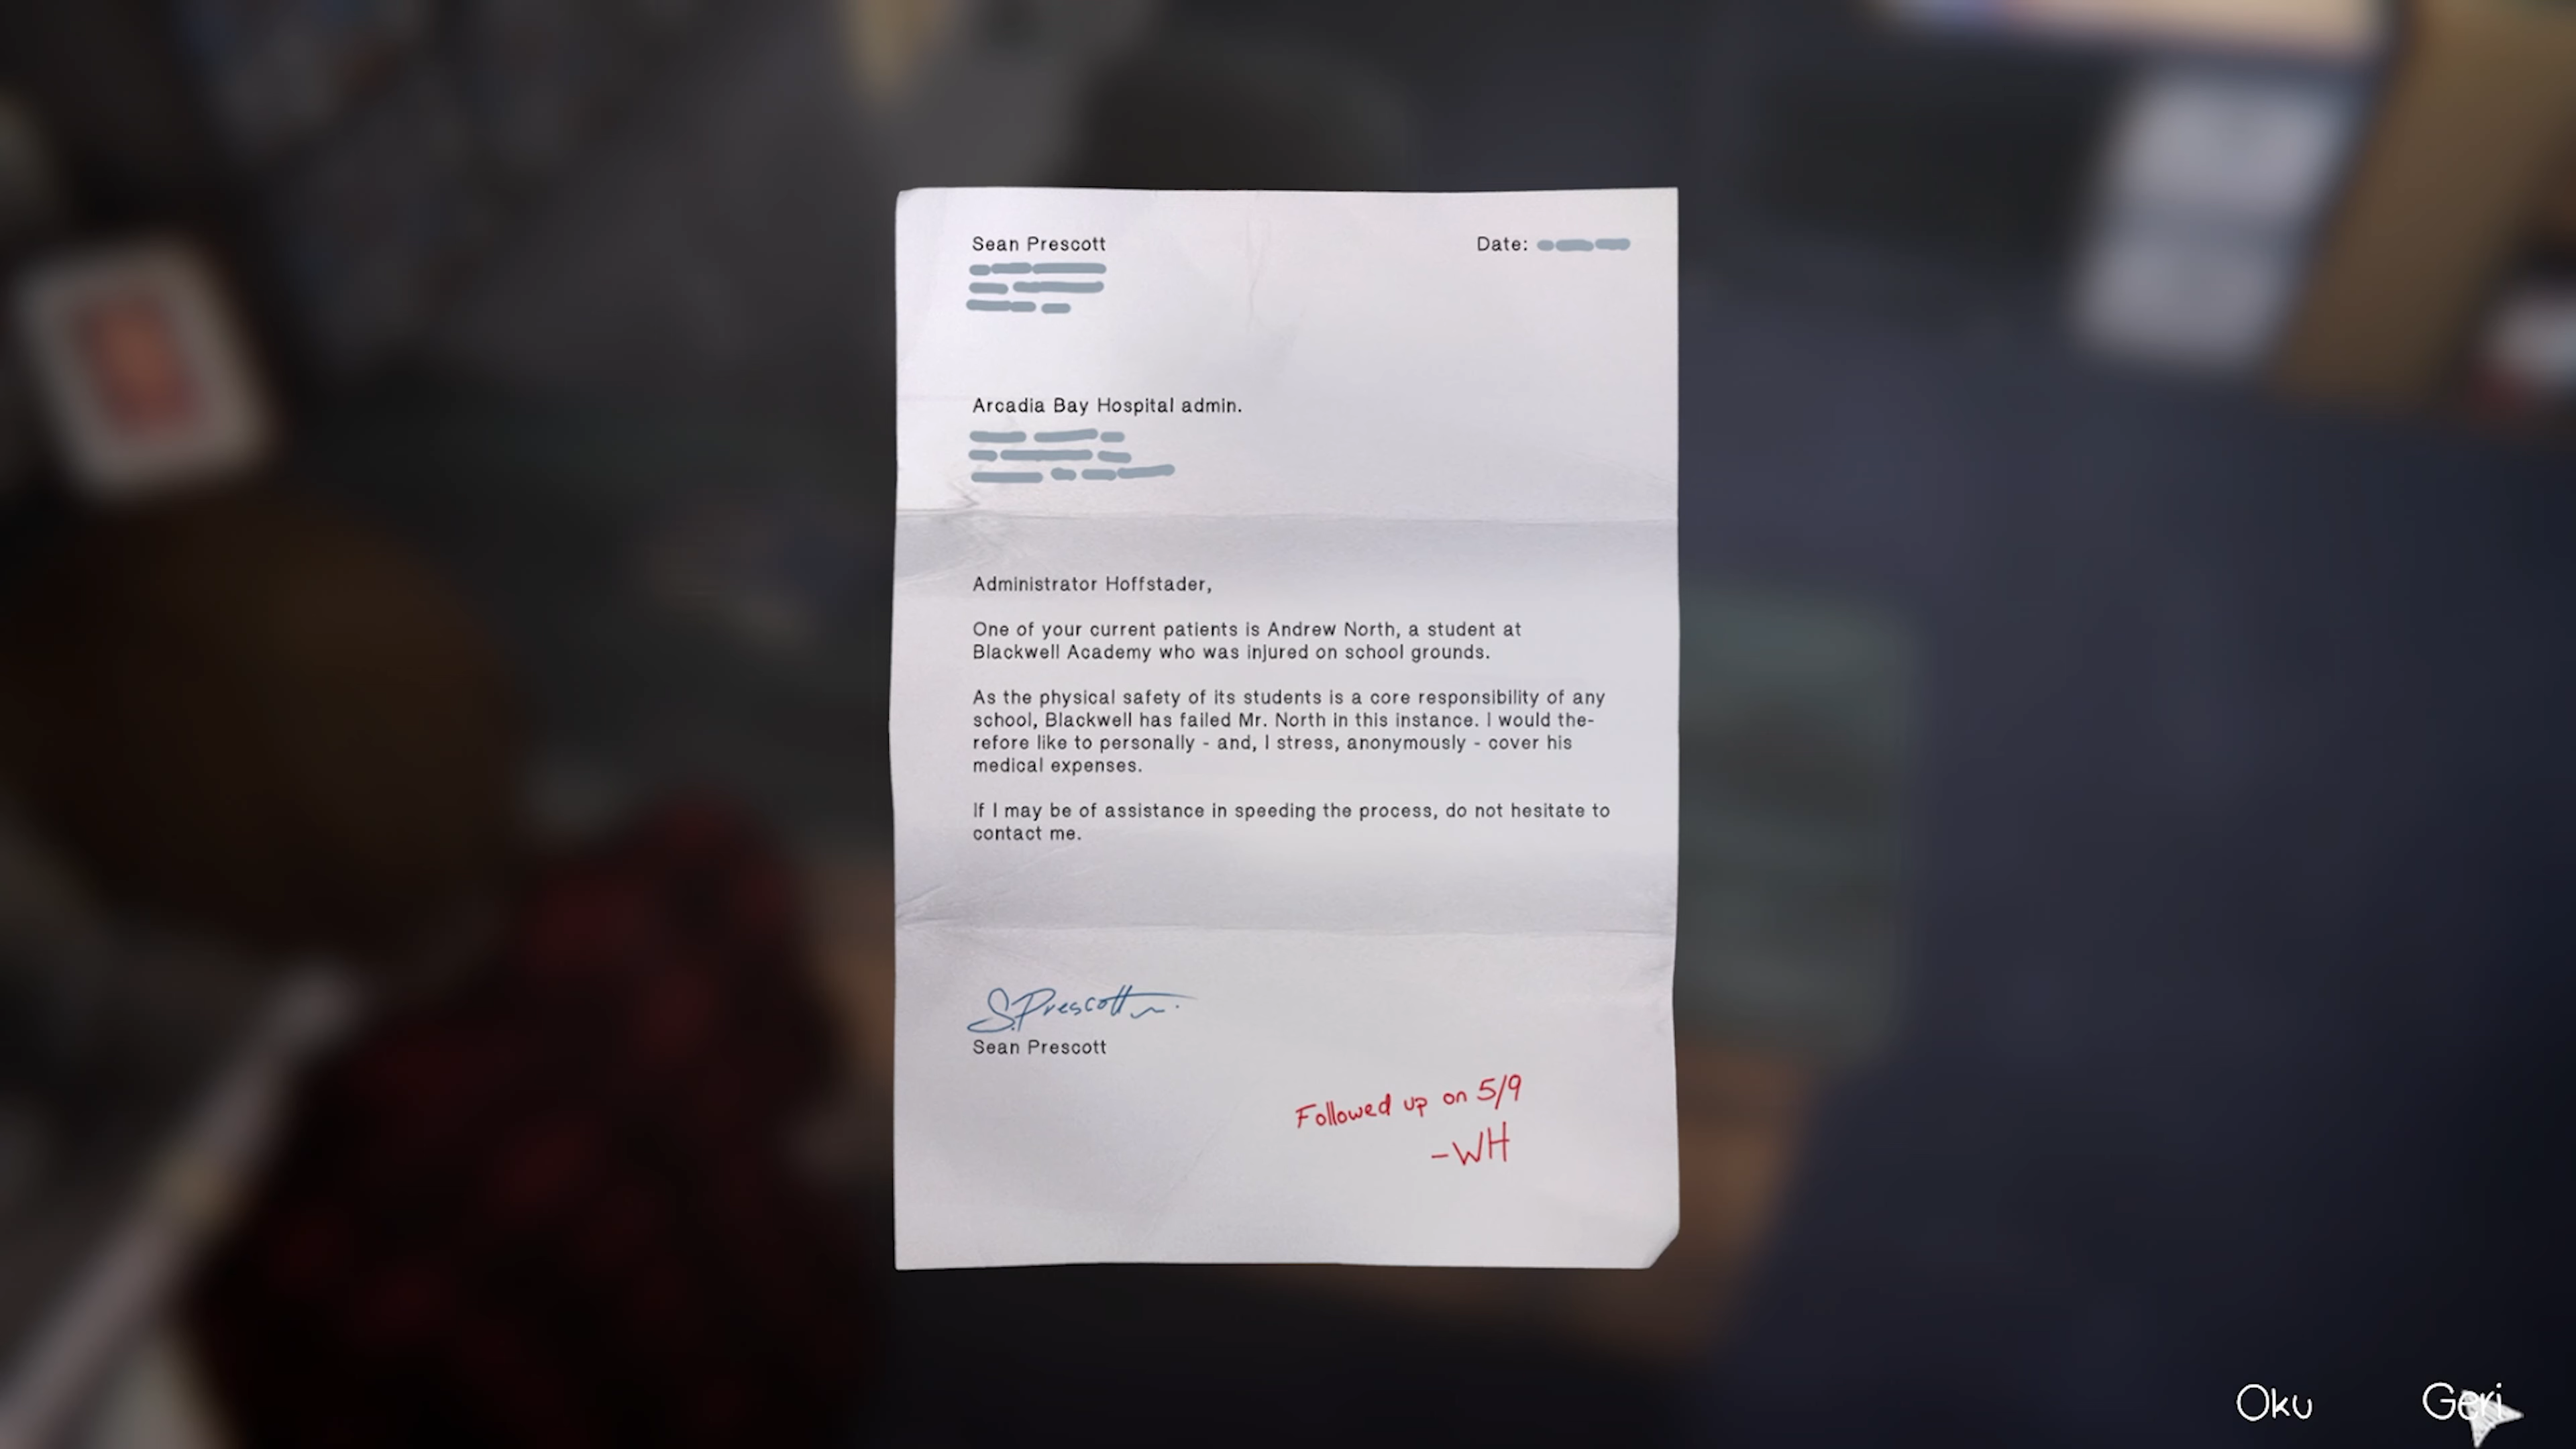 Sean Prescott
Date:
Arcadia Bay Hospital admin.
Administrator Hoffstader,
One of your current patients is Andrew North, a student at
Blackwell Academy who was injured on school grounds.
As the physical safety of its students is a core responsibility of any
school, Blackwell has failed Mr. North in this instance. I would the-
refore like to personally - and, I stress, anonymously - cover his
medical expenses.
If I may be of assistance in speeding the process, do not hesitate to
contact me.
S.Prescott
Sean Prescott
Followed up on 5/9
-WH
Oku
Geri